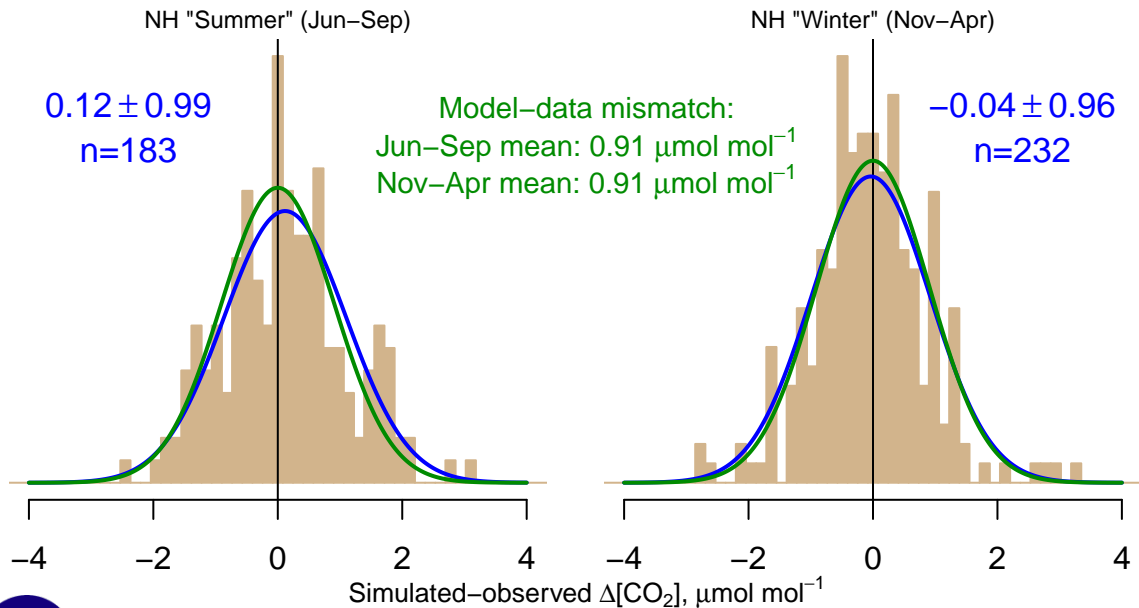 NH "Summer" (Jun−Sep)
NH "Winter" (Nov−Apr)
0.12 ± 0.99
n=183
Model−data mismatch:
Jun−Sep mean: 0.91 μmol mol⁻¹
Nov−Apr mean: 0.91 μmol mol⁻¹
−0.04 ± 0.96
n=232
−4 −2 0 2 4
−4 −2 0 2 4
Simulated−observed Δ[CO₂], μmol mol⁻¹